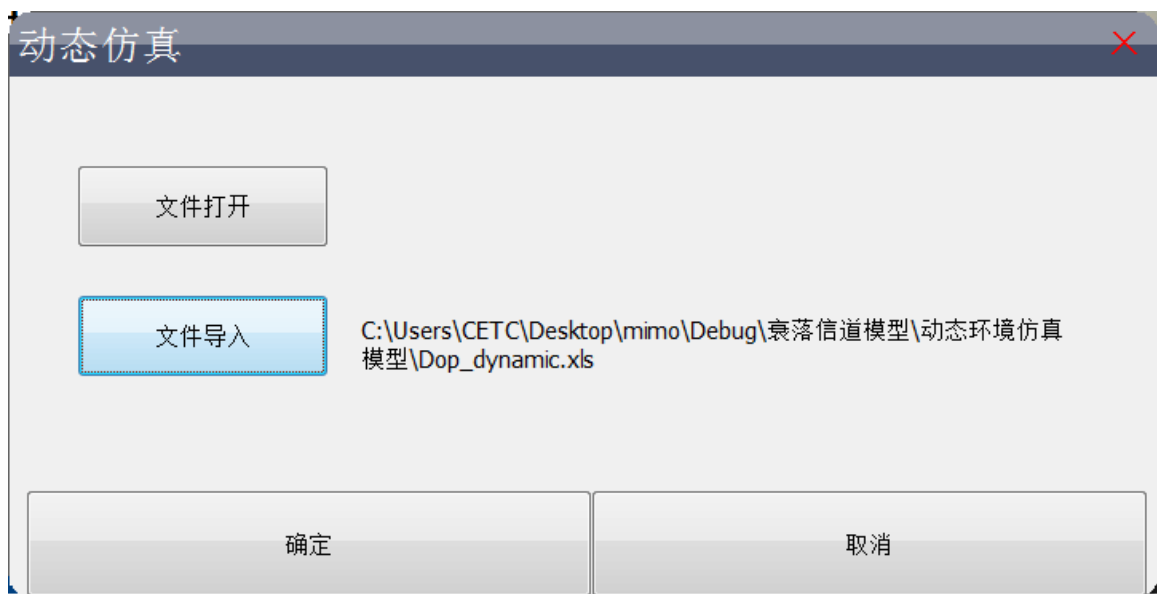 动态仿真
文件打开
文件导入
C:\Users\CETC\Desktop\mimo\Debug\衰落信道模型\动态环境仿真
模型\Dop_dynamic.xls
确定
取消